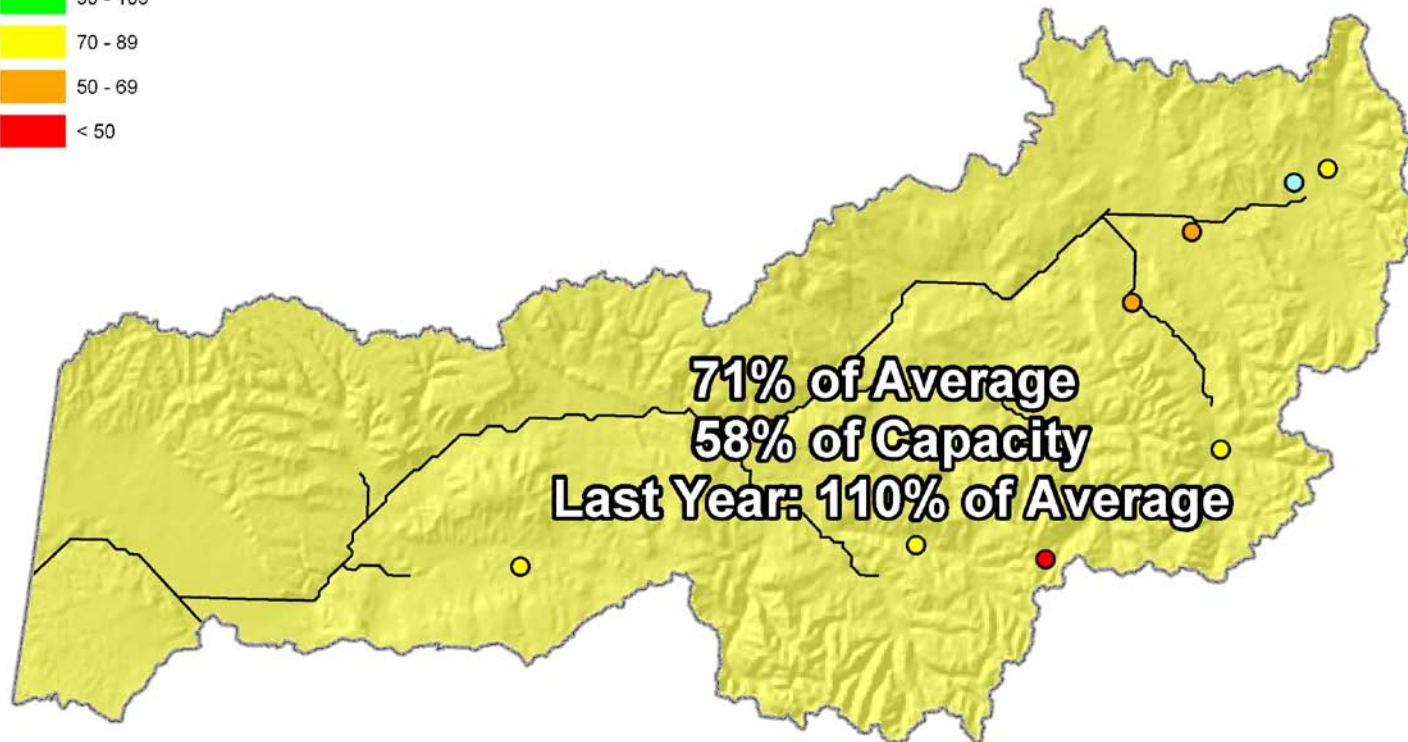 70 - 89
50 - 69
< 50
71% of Average
58% of Capacity
Last Year: 110% of Average